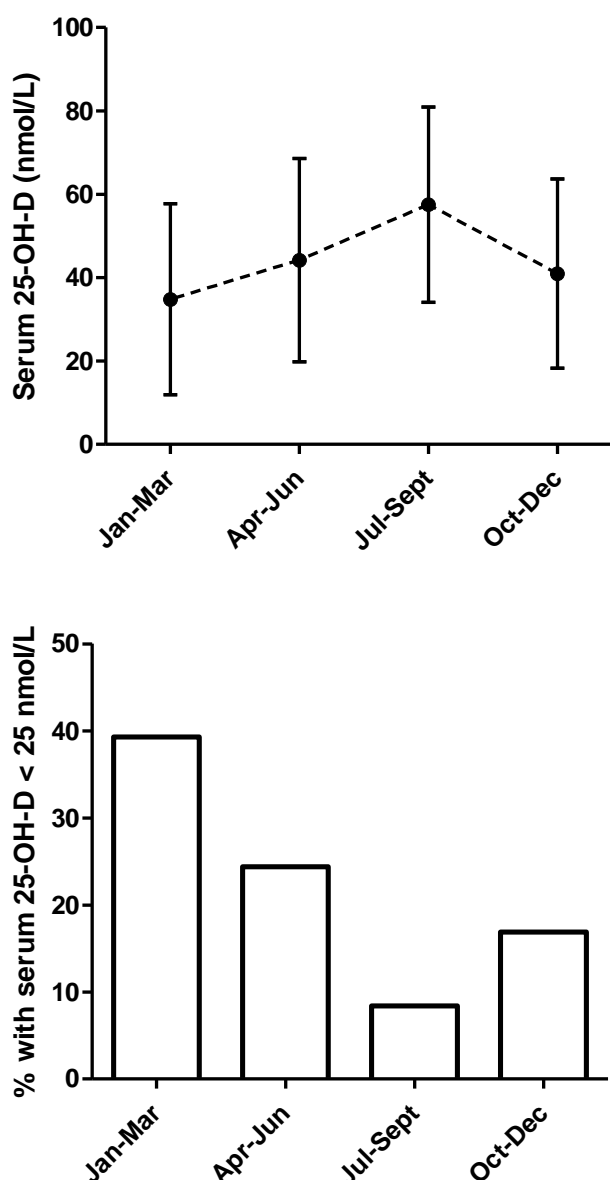 Serum 25-OH-D (nmol/L)
100
80
60
40
20
0
Jan-Mar
Apr-Jun
Jul-Sept
Oct-Dec
% with serum 25-OH-D < 25 nmol/L
50
40
30
20
10
0
Jan-Mar
Apr-Jun
Jul-Sept
Oct-Dec